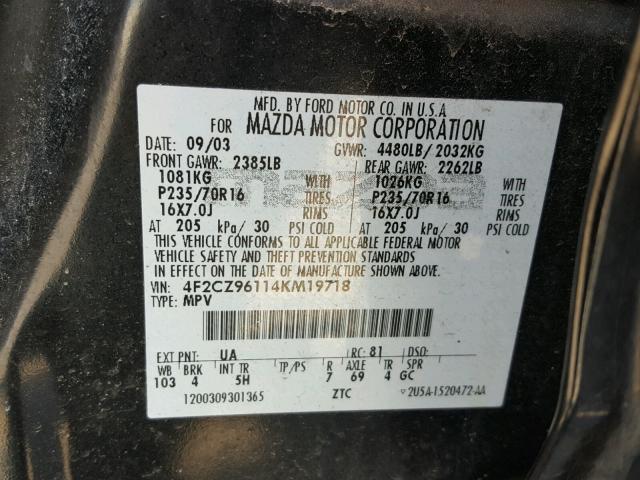 MFD. BY FORD MOTOR CO. IN U.S.A
FOR MAZDA MOTOR CORPORATION
DATE: 09/03 GVWR: 4480LB/ 2032KG
FRONT GAWR: 2385LB REAR GAWR: 2262LB
1081KG WITH 1026KG WITH
P235/70R16 TIRES P235/70R16 TIRES
16X7.0J RIMS 16X7.0J RIMS
AT 205 kPa/ 30 PSI COLD AT 205 kPa/ 30 PSI COLD
THIS VEHICLE CONFORMS TO ALL APPLICABLE FEDERAL MOTOR
VEHICLE SAFETY AND THEFT PREVENTION STANDARDS
IN EFFECT ON THE DATE OF MANUFACTURE SHOWN ABOVE.
VIN: 4F2CZ96114KM19718
TYPE: MPV
EXT PNT: UA RC: 81 DSO:
WB BRK INT TR TP/PS R AXLE TR SPR
103 4 5H 7 69 4 GC
1200309301365 ZTC 2U5A-1520472-AA